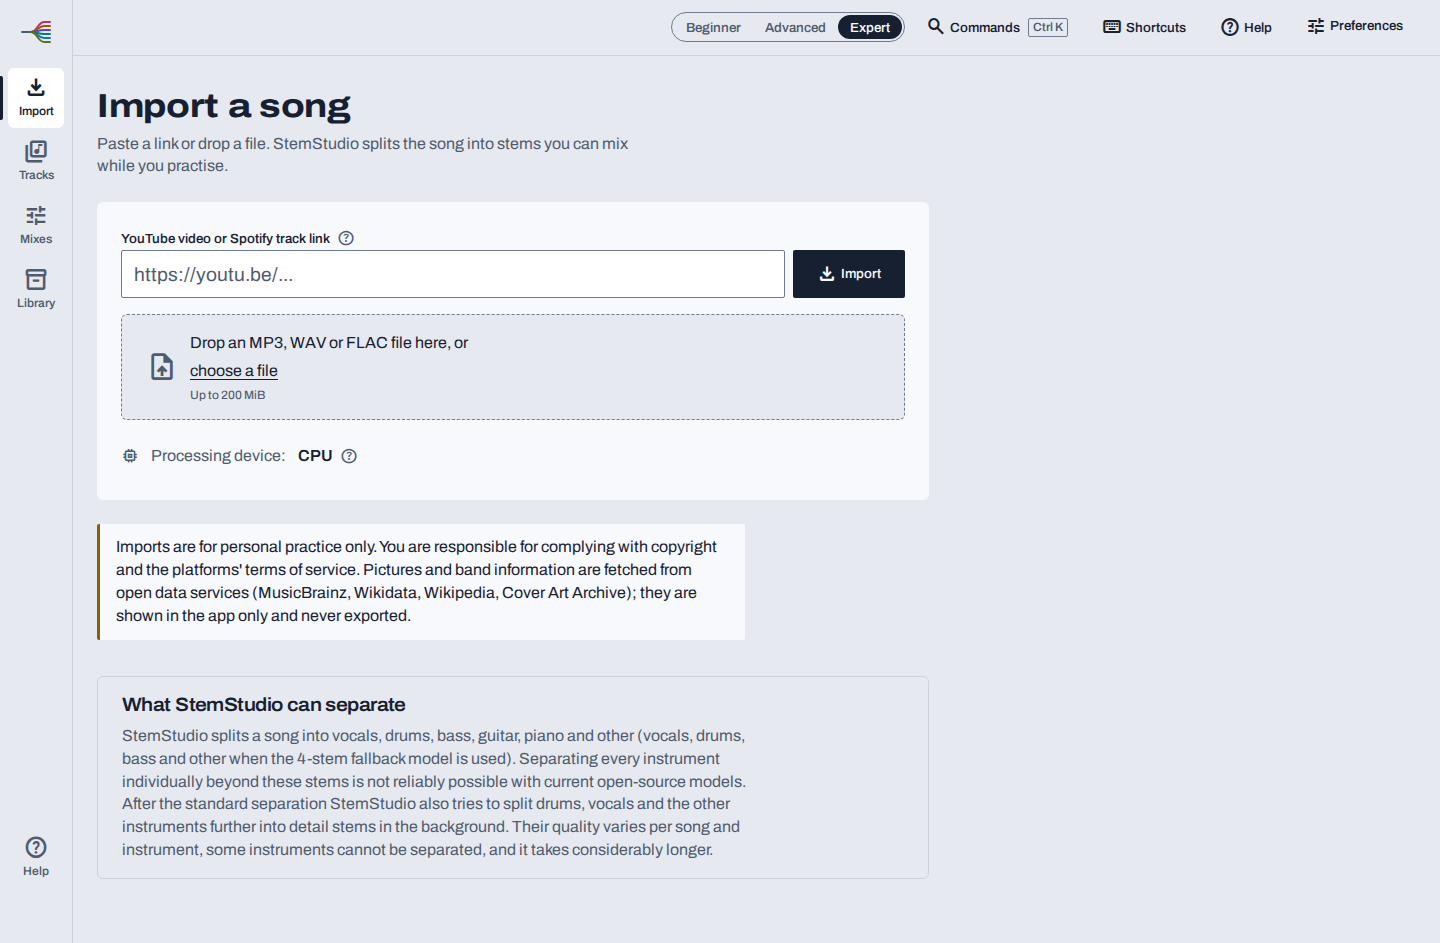 Beginner Advanced Expert Commands Ctrl K Shortcuts Help Preferences
Import
Tracks
Mixes
Library
Help
Import a song
Paste a link or drop a file. StemStudio splits the song into stems you can mix
while you practise.
YouTube video or Spotify track link
https://youtu.be/... Import
Drop an MP3, WAV or FLAC file here, or
choose a file
Up to 200 MiB
Processing device: CPU
Imports are for personal practice only. You are responsible for complying with copyright
and the platforms' terms of service. Pictures and band information are fetched from
open data services (MusicBrainz, Wikidata, Wikipedia, Cover Art Archive); they are
shown in the app only and never exported.
What StemStudio can separate
StemStudio splits a song into vocals, drums, bass, guitar, piano and other (vocals, drums,
bass and other when the 4-stem fallback model is used). Separating every instrument
individually beyond these stems is not reliably possible with current open-source models.
After the standard separation StemStudio also tries to split drums, vocals and the other
instruments further into detail stems in the background. Their quality varies per song and
instrument, some instruments cannot be separated, and it takes considerably longer.